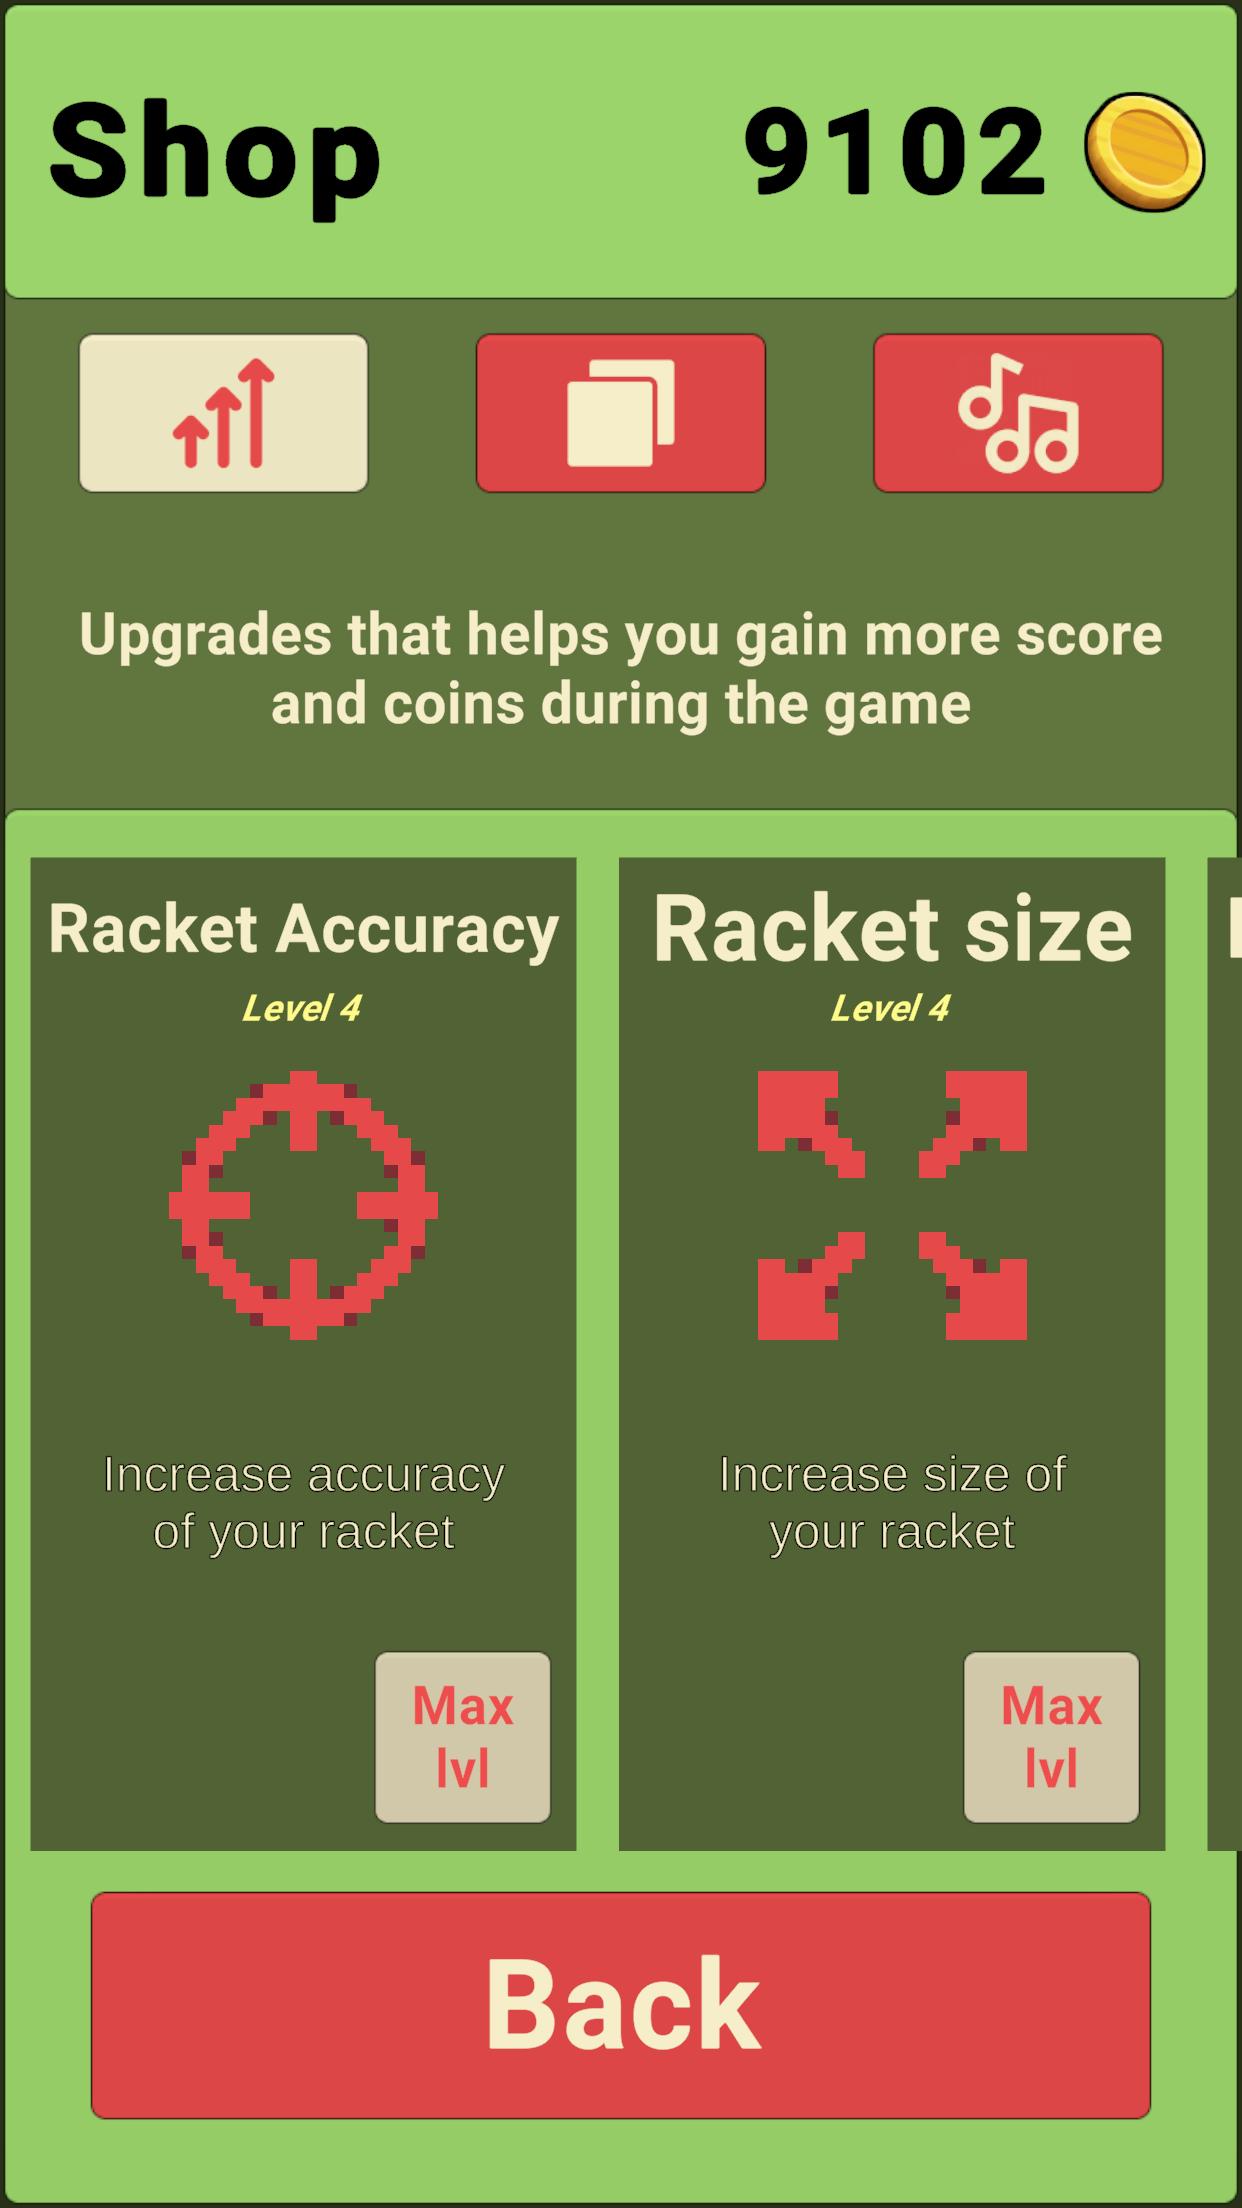 Shop
9102
Upgrades that helps you gain more score
and coins during the game
Racket Accuracy
Level 4
Increase accuracy
of your racket
Max
lvl
Racket size
Level 4
Increase size of
your racket
Max
lvl
Back